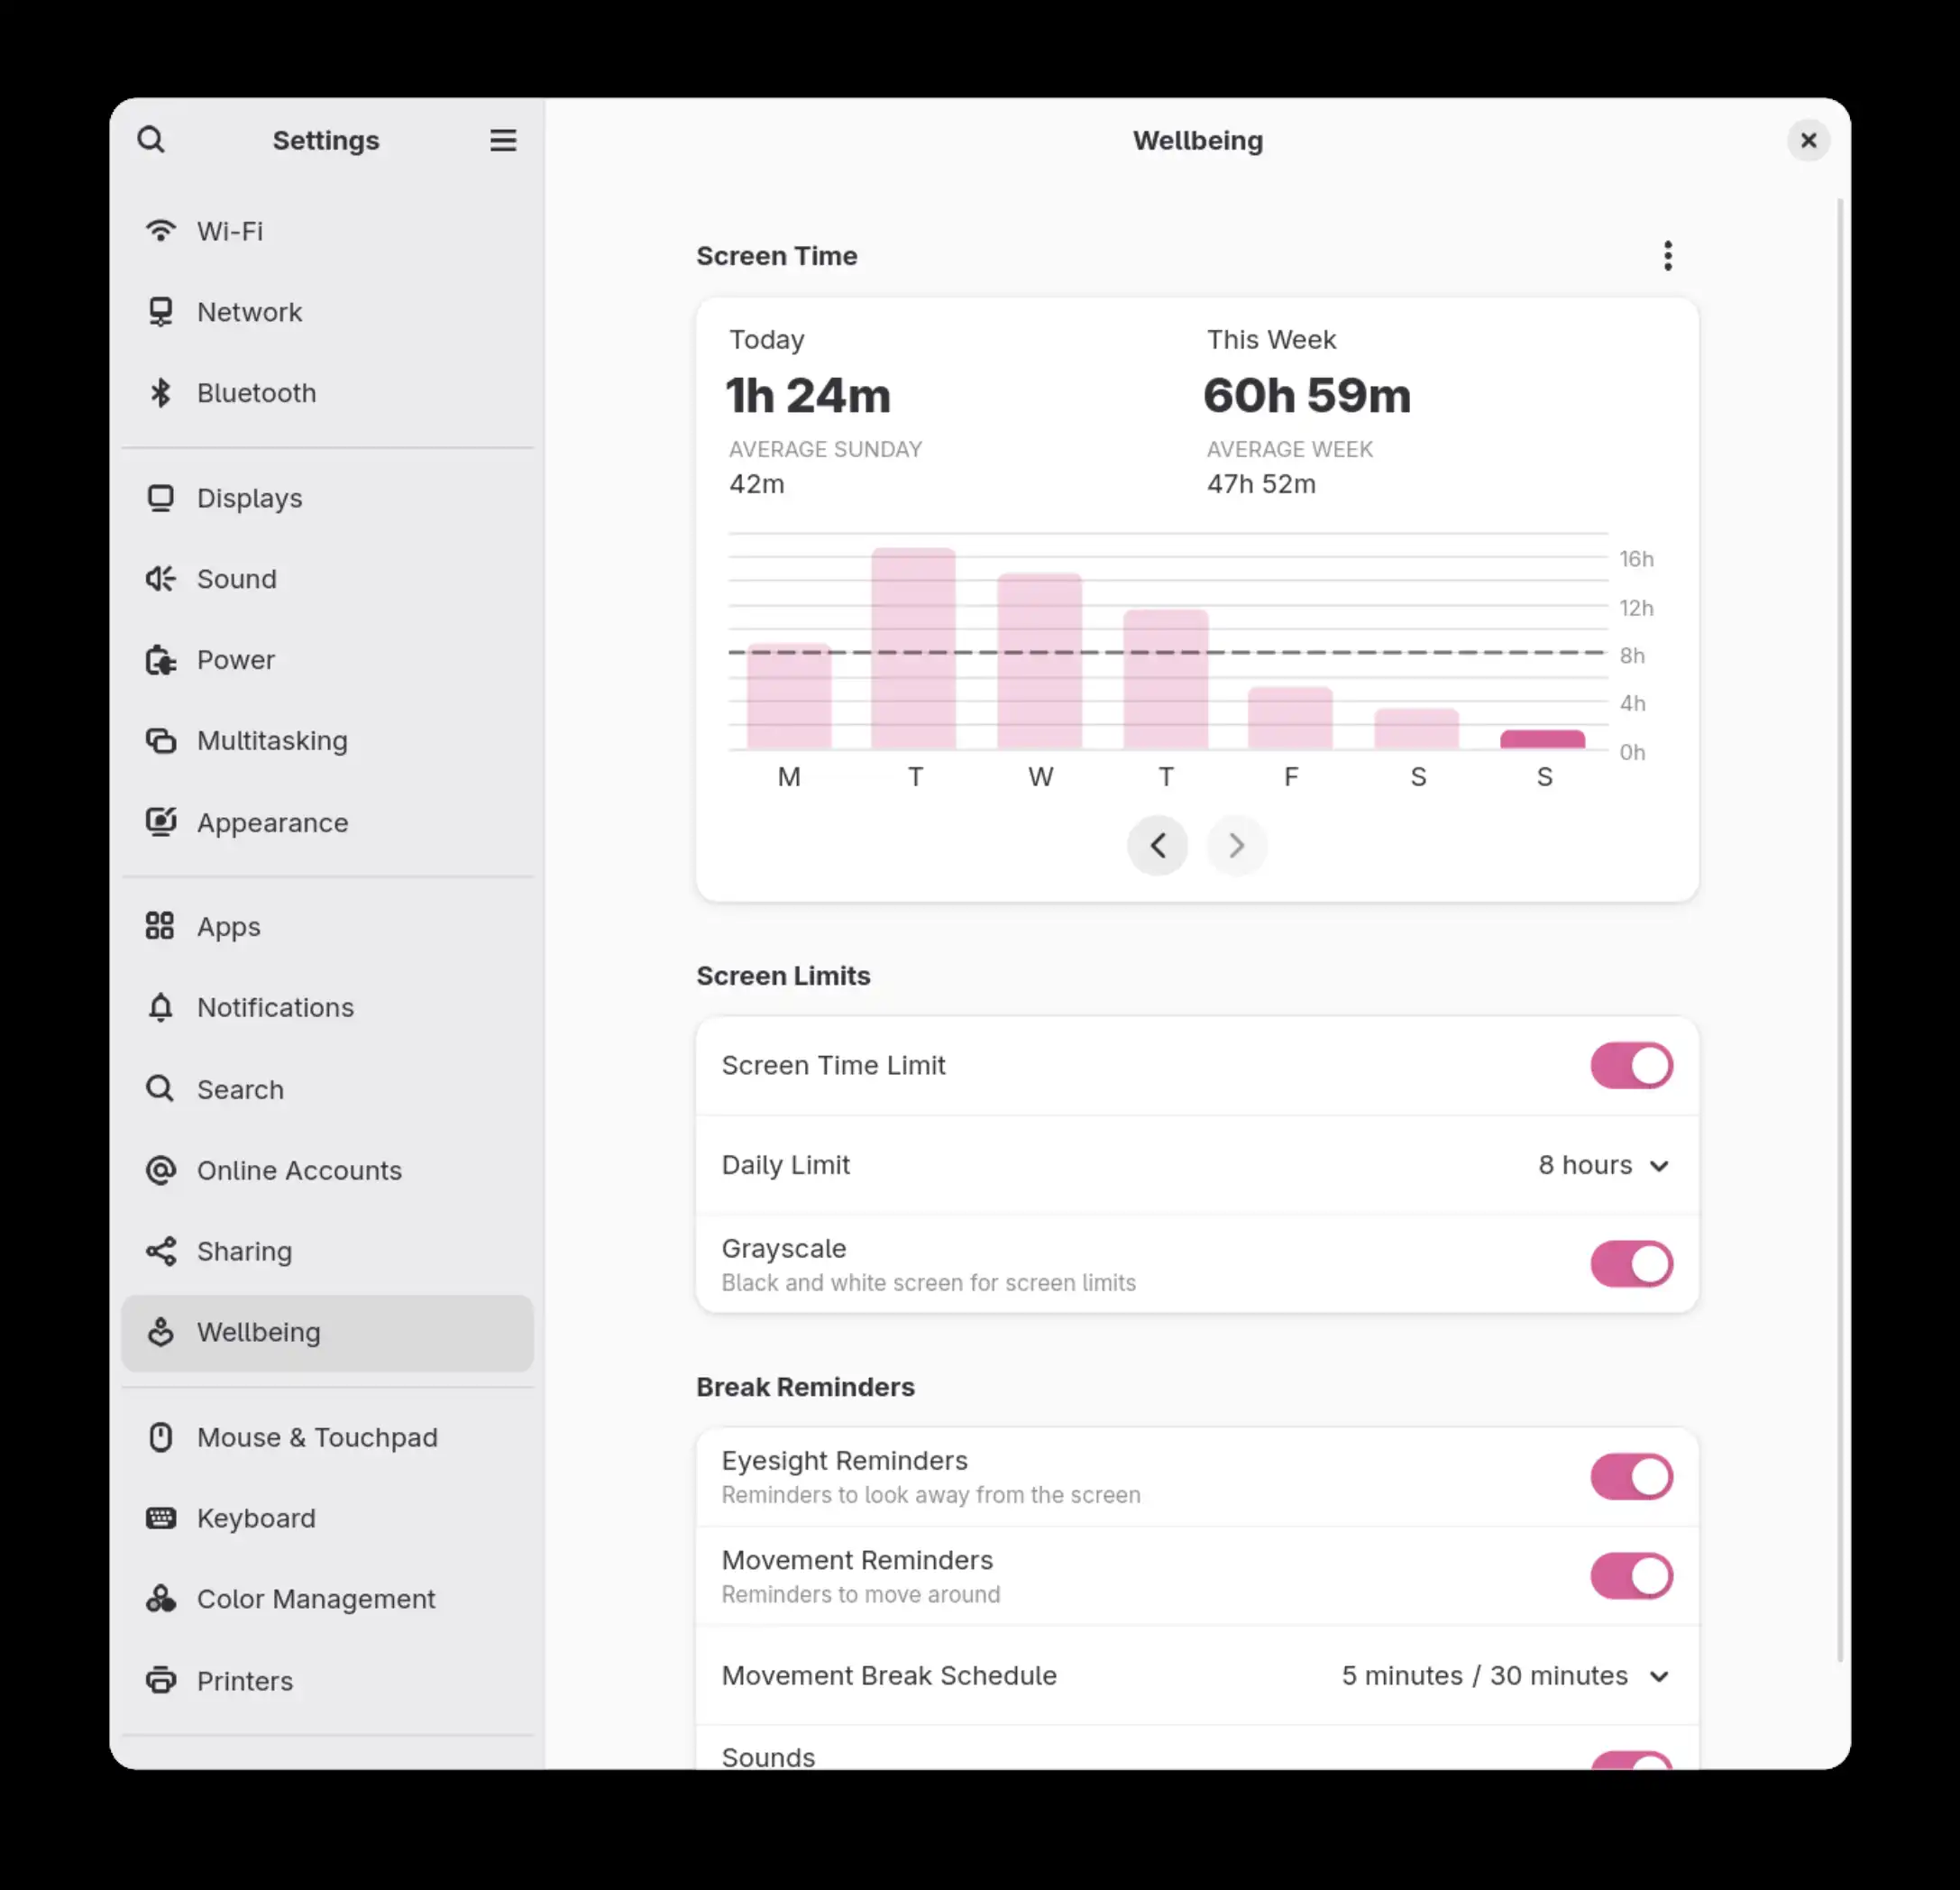 Settings
Wi-Fi
Network
Bluetooth
Displays
Sound
Power
Multitasking
Appearance
Apps
Notifications
Search
Online Accounts
Sharing
Wellbeing
Mouse & Touchpad
Keyboard
Color Management
Printers
Wellbeing
Screen Time
Today
1h 24m
AVERAGE SUNDAY
42m
This Week
60h 59m
AVERAGE WEEK
47h 52m
16h
12h
8h
4h
0h
M T W T F S S
Screen Limits
Screen Time Limit
Daily Limit 8 hours
Grayscale
Black and white screen for screen limits
Break Reminders
Eyesight Reminders
Reminders to look away from the screen
Movement Reminders
Reminders to move around
Movement Break Schedule 5 minutes / 30 minutes
Sounds